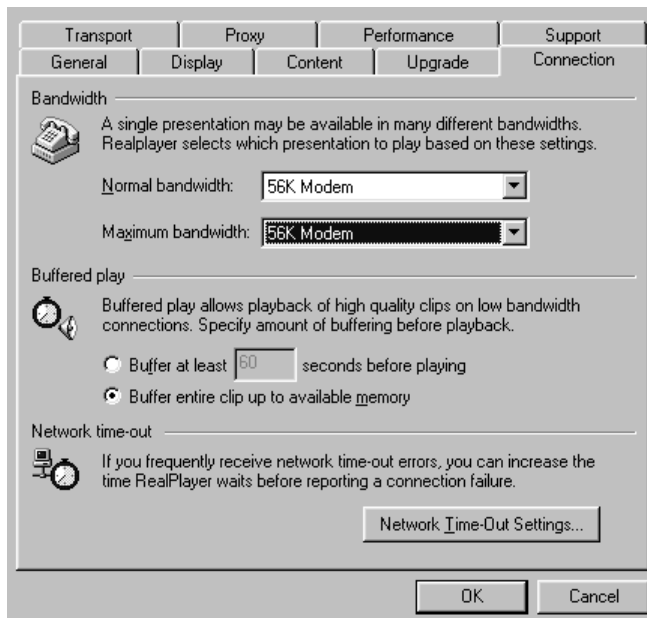 Transport Proxy Performance Support
General Display Content Upgrade Connection
Bandwidth
A single presentation may be available in many different bandwidths.
Realplayer selects which presentation to play based on these settings.
Normal bandwidth: 56K Modem
Maximum bandwidth: 56K Modem
Buffered play
Buffered play allows playback of high quality clips on low bandwidth
connections. Specify amount of buffering before playback.
Buffer at least 60 seconds before playing
Buffer entire clip up to available memory
Network time-out
If you frequently receive network time-out errors, you can increase the
time RealPlayer waits before reporting a connection failure.
Network Time-Out Settings...
OK Cancel